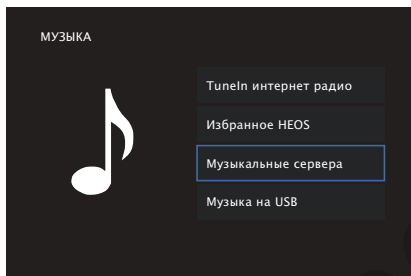 МУЗЫКА
TuneIn интернет радио
Избранное HEOS
Музыкальные сервера
Музыка на USB